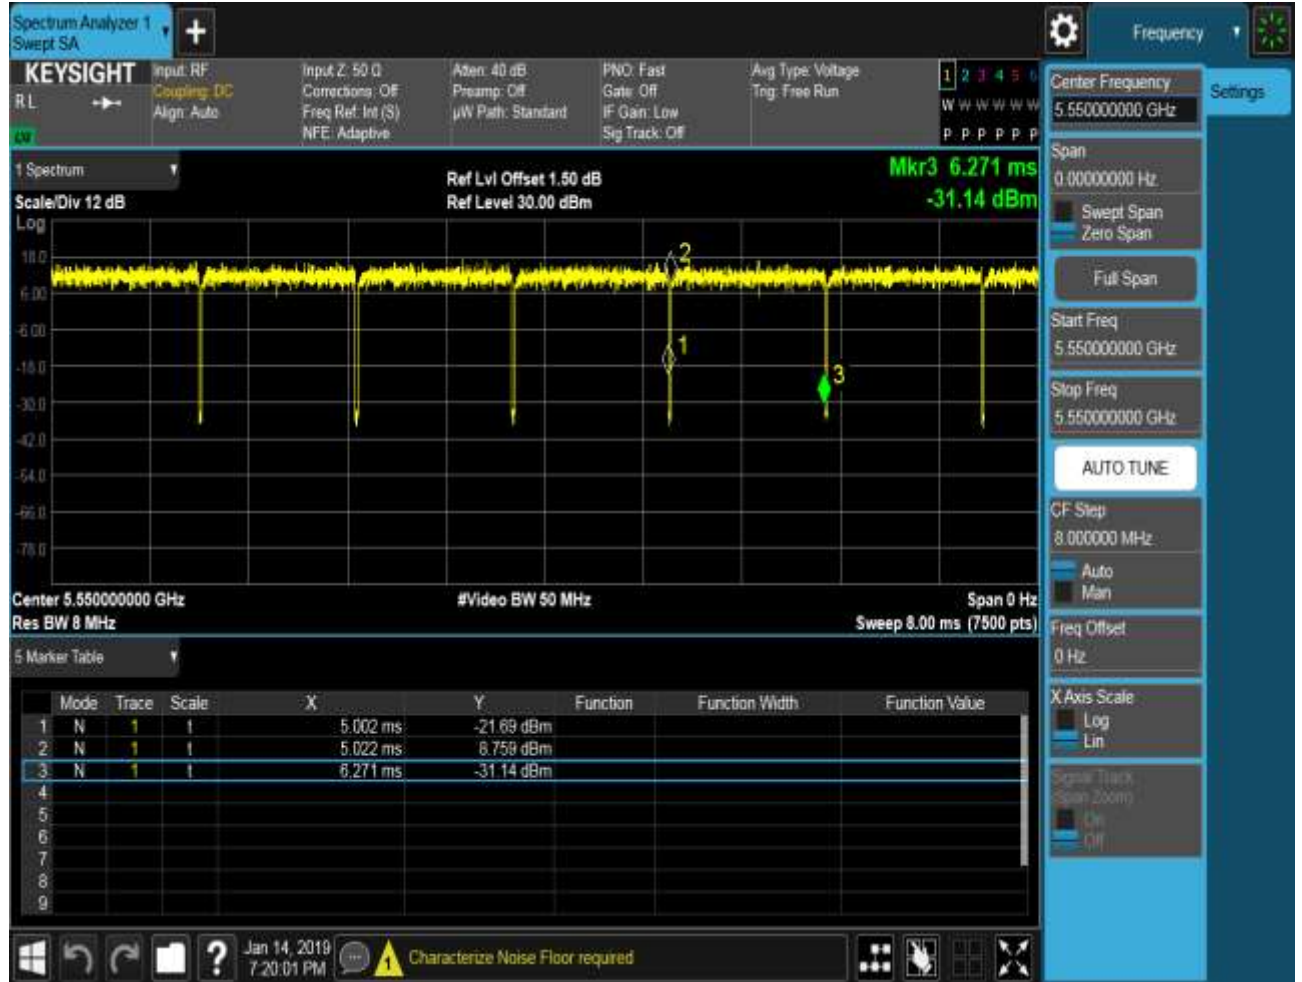 Spectrum Analyzer 1
Swept SA
Frequency
KEYSIGHT
RL
Input: RF
Coupling: DC
Align: Auto
Input Z: 50 Ω
Corrections: Off
Freq Ref: Int (S)
NFE: Adaptive
Atten: 40 dB
Preamp: Off
µW Path: Standard
PNO: Fast
Gate: Off
IF Gain: Low
Sig Track: Off
Avg Type: Voltage
Trig: Free Run
1 2 3 4 5 6
W W W W W W
P P P P P P
1 Spectrum
Scale/Div 12 dB
Ref Lvl Offset 1.50 dB
Ref Level 30.00 dBm
Mkr3 6.271 ms
-31.14 dBm
Log
18.0
6.00
-6.00
-18.0
-30.0
-42.0
-54.0
-66.0
-78.0
2
1
3
Center 5.550000000 GHz
Res BW 8 MHz
#Video BW 50 MHz
Span 0 Hz
Sweep 8.00 ms (7500 pts)
5 Marker Table
Mode Trace Scale X Y Function Function Width Function Value
1 N 1 t 5.002 ms -21.69 dBm
2 N 1 t 5.022 ms 8.759 dBm
3 N 1 t 6.271 ms -31.14 dBm
4
5
6
7
8
9
Center Frequency
5.550000000 GHz
Settings
Span
0.00000000 Hz
Swept Span
Zero Span
Full Span
Start Freq
5.550000000 GHz
Stop Freq
5.550000000 GHz
AUTO TUNE
CF Step
8.000000 MHz
Auto
Man
Freq Offset
0 Hz
X Axis Scale
Log
Lin
Signal Track
(Span Zoom)
On
Off
?
Jan 14, 2019
7:20:01 PM
1
Characterize Noise Floor required